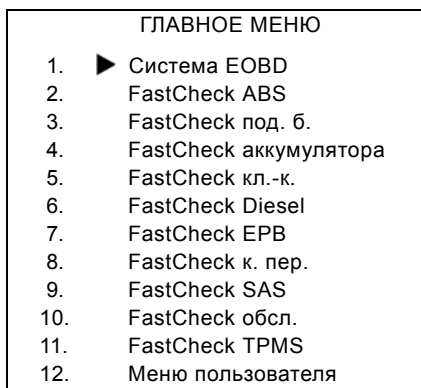 ГЛАВНОЕ МЕНЮ
1. Система EOBD
2. FastCheck ABS
3. FastCheck под. б.
4. FastCheck аккумулятора
5. FastCheck кл.-к.
6. FastCheck Diesel
7. FastCheck EPB
8. FastCheck к. пер.
9. FastCheck SAS
10. FastCheck обсл.
11. FastCheck TPMS
12. Меню пользователя